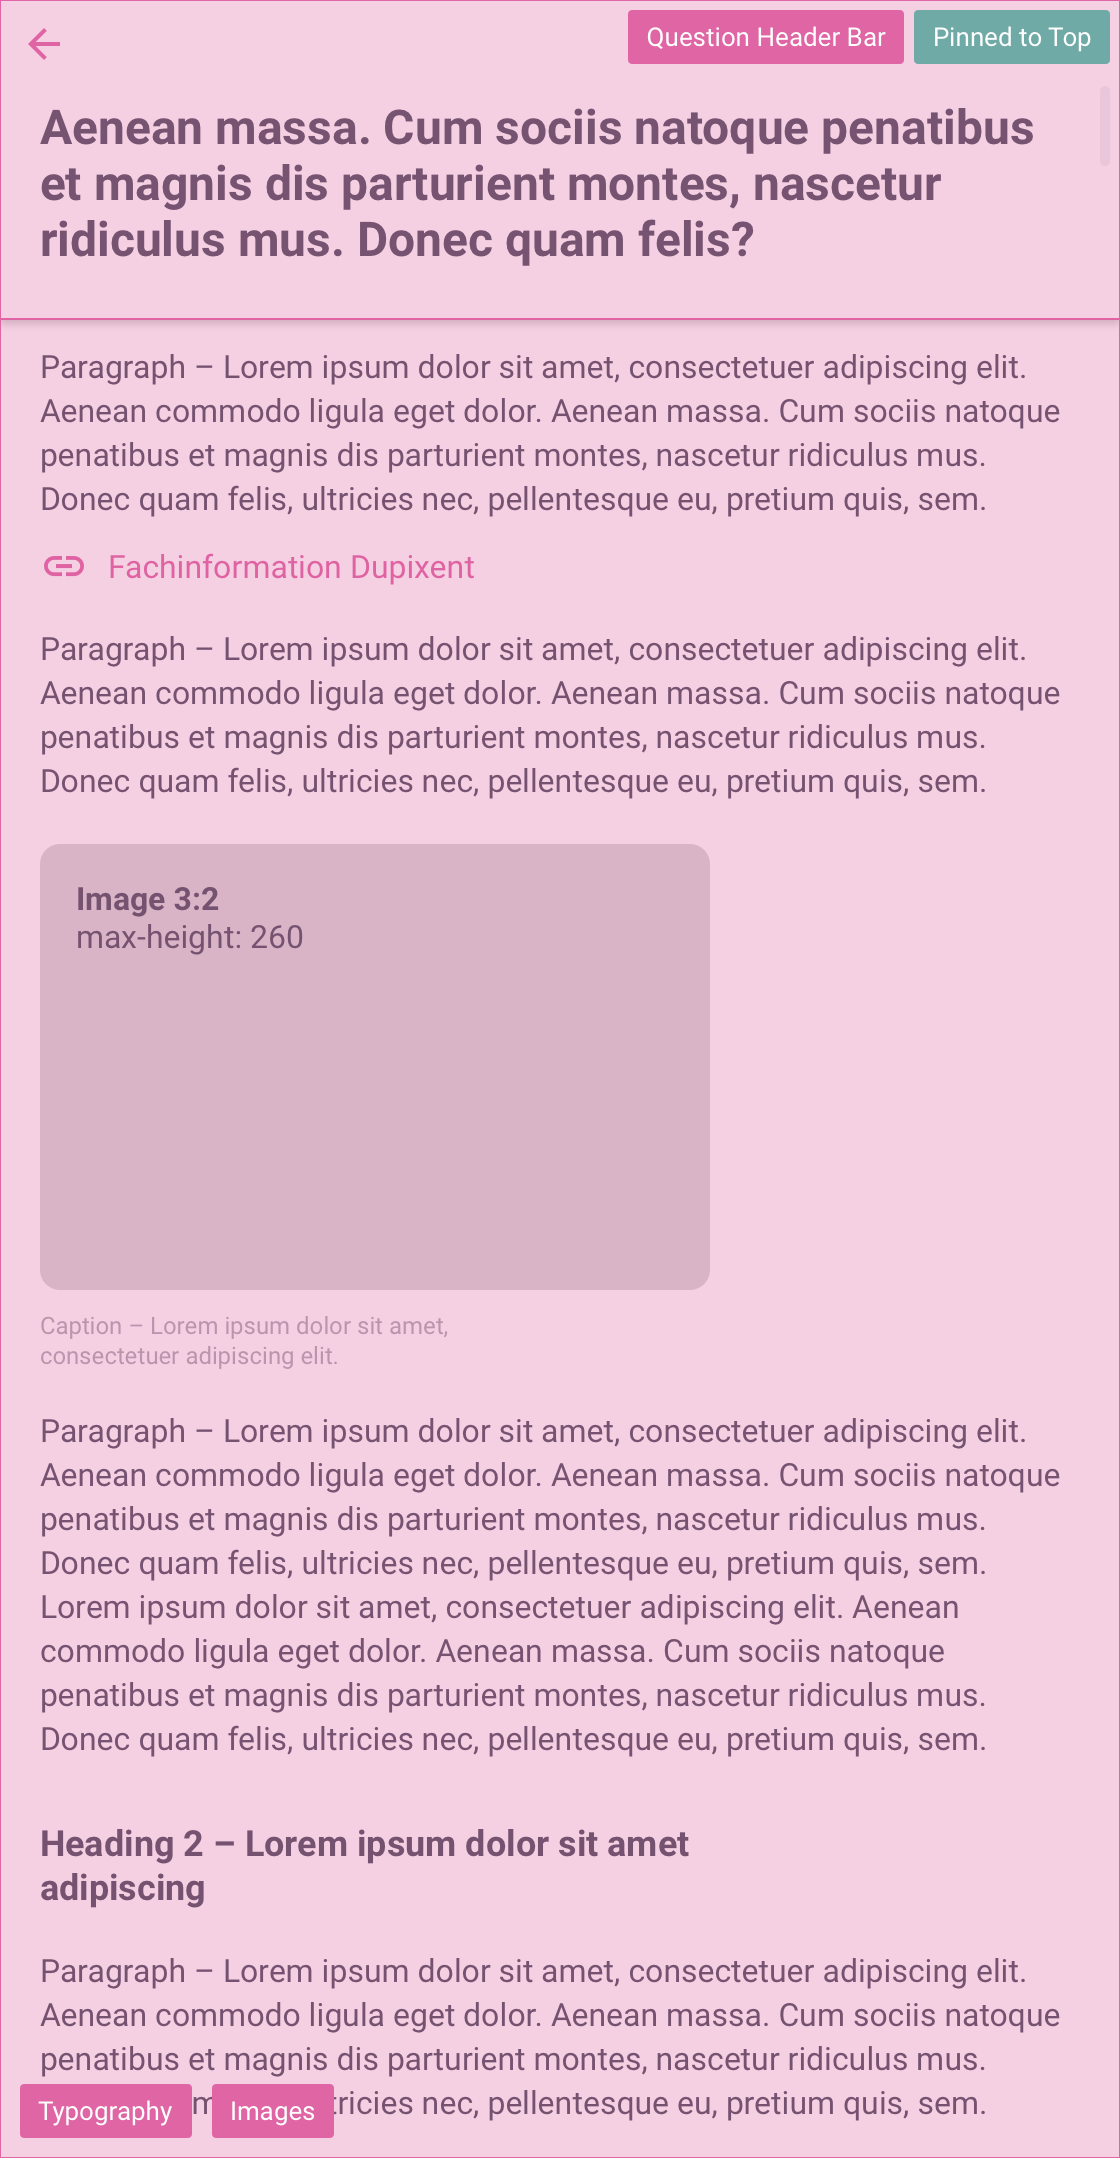 Question Header Bar
Pinned to Top
Aenean massa. Cum sociis natoque penatibus
et magnis dis parturient montes, nascetur
ridiculus mus. Donec quam felis?
Paragraph – Lorem ipsum dolor sit amet, consectetuer adipiscing elit.
Aenean commodo ligula eget dolor. Aenean massa. Cum sociis natoque
penatibus et magnis dis parturient montes, nascetur ridiculus mus.
Donec quam felis, ultricies nec, pellentesque eu, pretium quis, sem.
Fachinformation Dupixent
Paragraph – Lorem ipsum dolor sit amet, consectetuer adipiscing elit.
Aenean commodo ligula eget dolor. Aenean massa. Cum sociis natoque
penatibus et magnis dis parturient montes, nascetur ridiculus mus.
Donec quam felis, ultricies nec, pellentesque eu, pretium quis, sem.
Image 3:2
max-height: 260
Caption – Lorem ipsum dolor sit amet,
consectetuer adipiscing elit.
Paragraph – Lorem ipsum dolor sit amet, consectetuer adipiscing elit.
Aenean commodo ligula eget dolor. Aenean massa. Cum sociis natoque
penatibus et magnis dis parturient montes, nascetur ridiculus mus.
Donec quam felis, ultricies nec, pellentesque eu, pretium quis, sem.
Lorem ipsum dolor sit amet, consectetuer adipiscing elit. Aenean
commodo ligula eget dolor. Aenean massa. Cum sociis natoque
penatibus et magnis dis parturient montes, nascetur ridiculus mus.
Donec quam felis, ultricies nec, pellentesque eu, pretium quis, sem.
Heading 2 – Lorem ipsum dolor sit amet
adipiscing
Paragraph – Lorem ipsum dolor sit amet, consectetuer adipiscing elit.
Aenean commodo ligula eget dolor. Aenean massa. Cum sociis natoque
penatibus et magnis dis parturient montes, nascetur ridiculus mus.
nec, pellentesque eu, pretium quis, sem.
Typography
Images